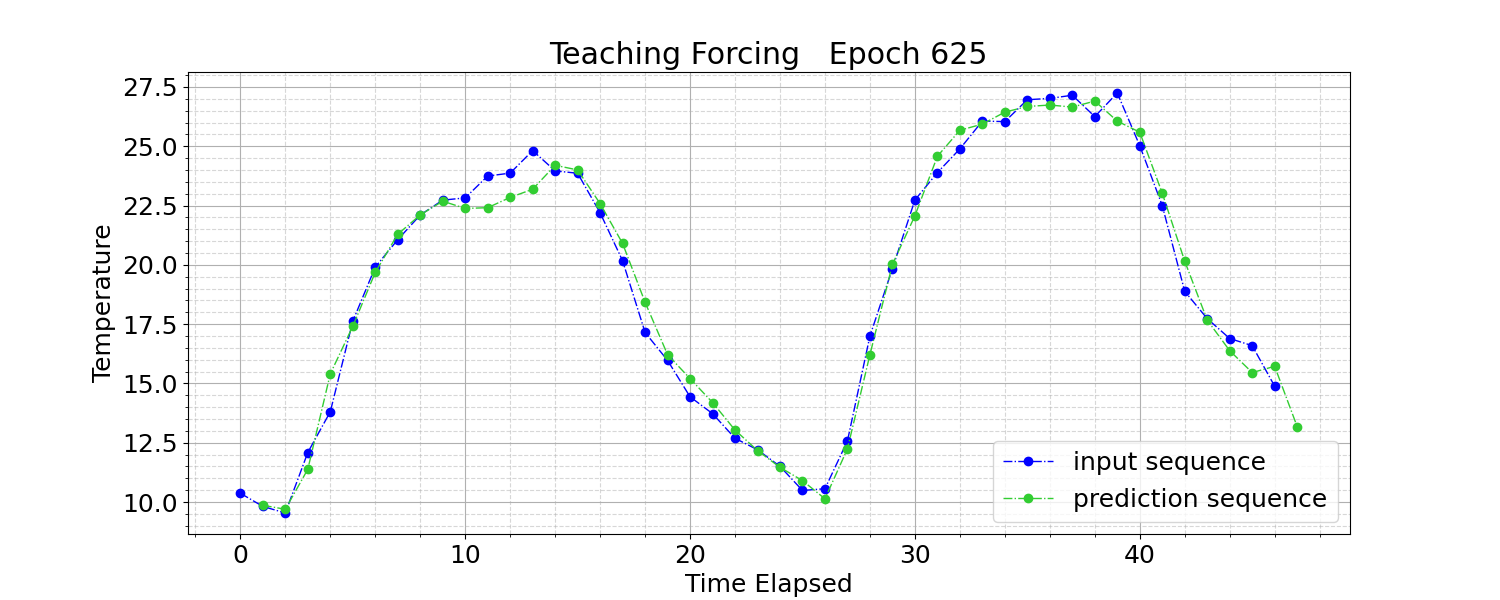 Teaching Forcing   Epoch 625
27.5
25.0
22.5
20.0
17.5
15.0
12.5
10.0
Temperature
input sequence
prediction sequence
0 10 20 30 40
Time Elapsed